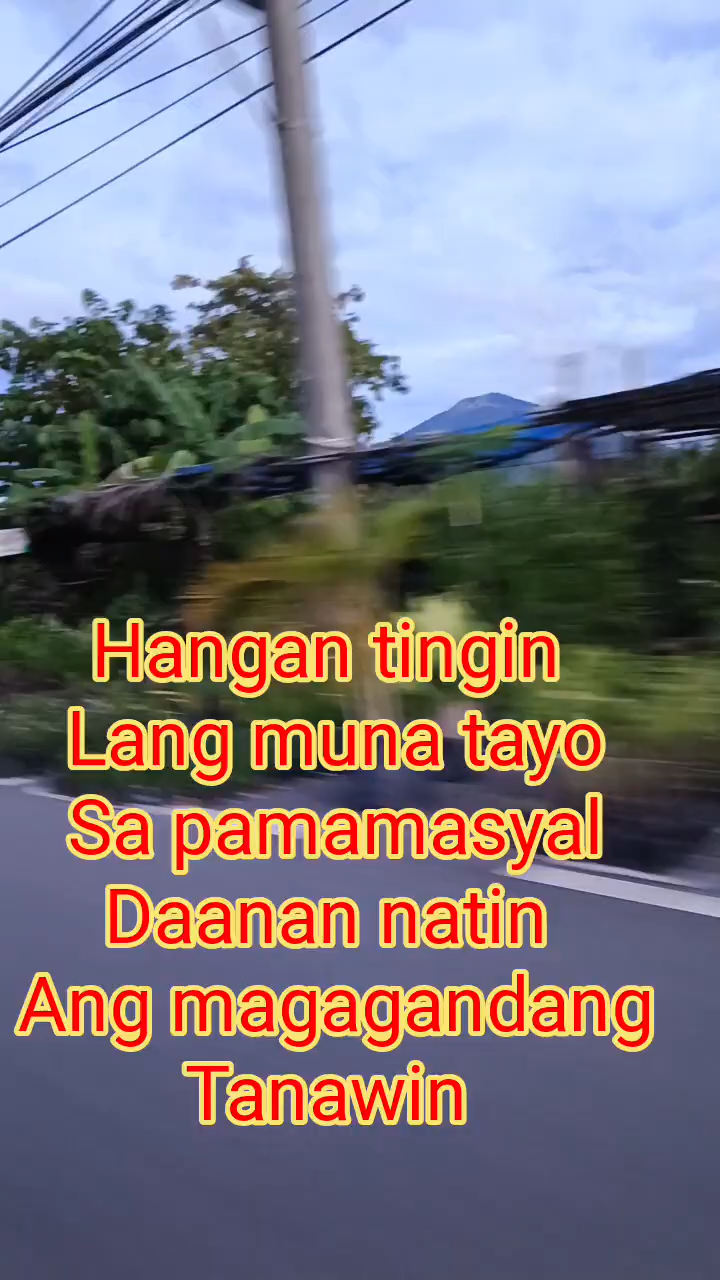 Hangan tingin
Lang muna tayo
Sa pamamasyal
Daanan natin
Ang magagandang
Tanawin